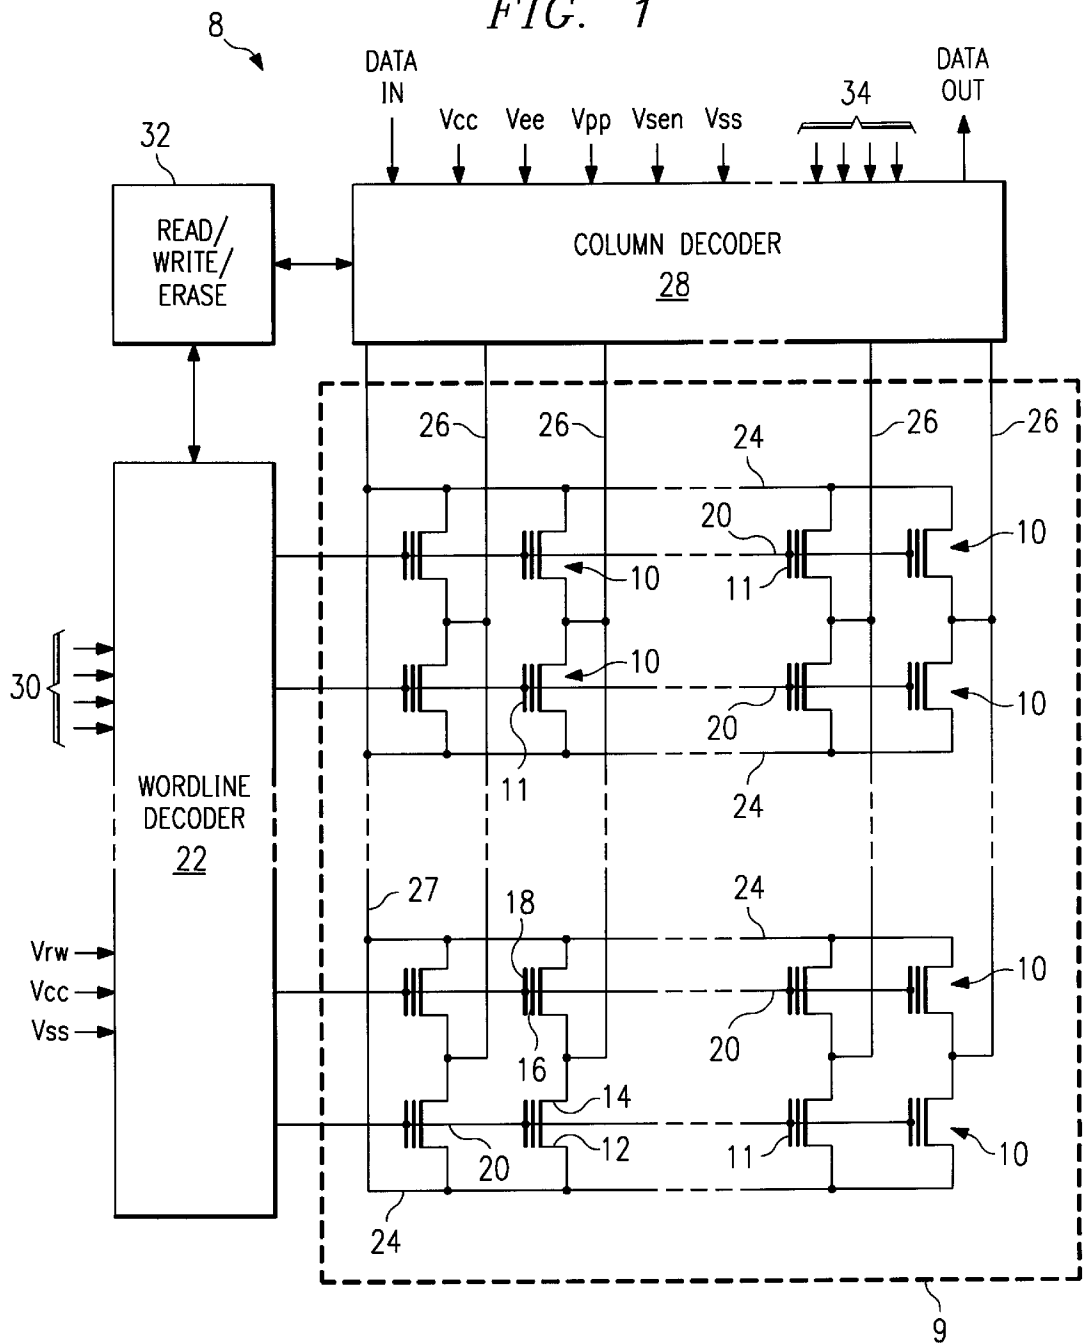 FIG. 1
8
DATA
IN
DATA
OUT
34
Vcc
Vee
Vpp
Vsen
Vss
32
READ/
WRITE/
ERASE
COLUMN DECODER
28
26
26
26
26
24
20
10
10
11
10
30
10
20
11
24
WORDLINE
DECODER
22
27
18
24
Vrw
Vcc
Vss
10
20
16
14
12
20
11
10
24
9